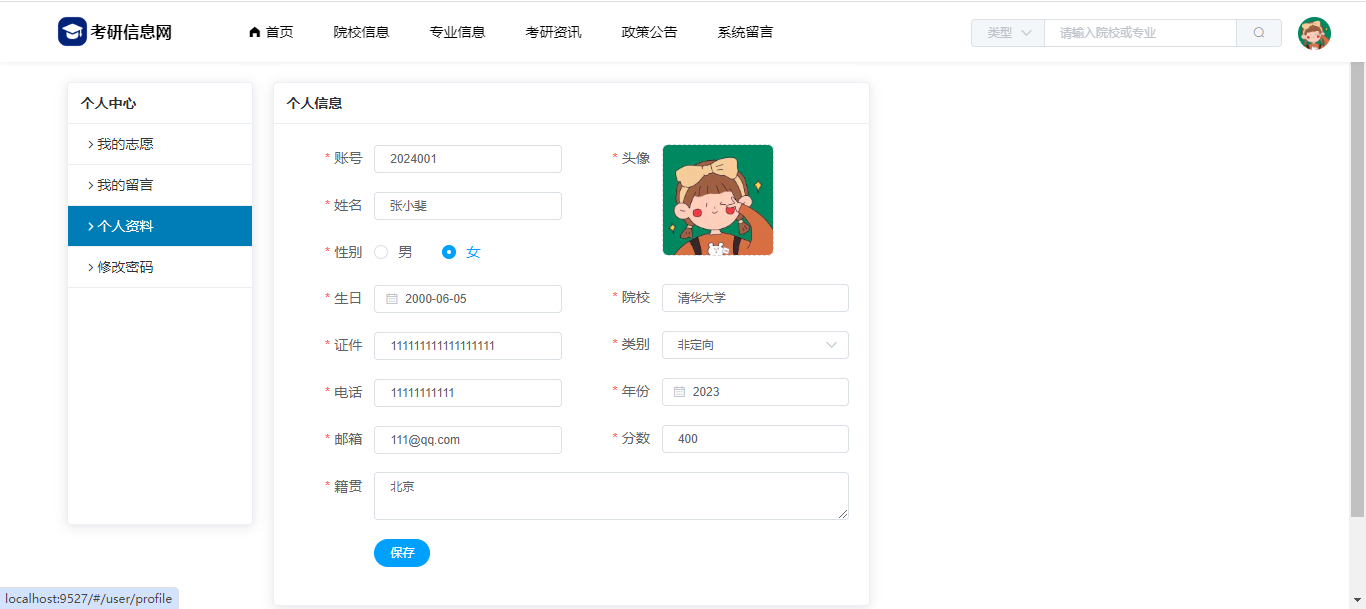 考研信息网 首页 院校信息 专业信息 考研资讯 政策公告 系统留言 类型 请输入院校或专业
个人中心
我的志愿
我的留言
个人资料
修改密码
个人信息
* 账号 2024001
* 头像
* 姓名 张小斐
* 性别 男 女
* 生日 2000-06-05
* 院校 清华大学
* 证件 111111111111111111
* 类别 非定向
* 电话 11111111111
* 年份 2023
* 邮箱 111@qq.com
* 分数 400
* 籍贯 北京
保存
localhost:9527/#/user/profile